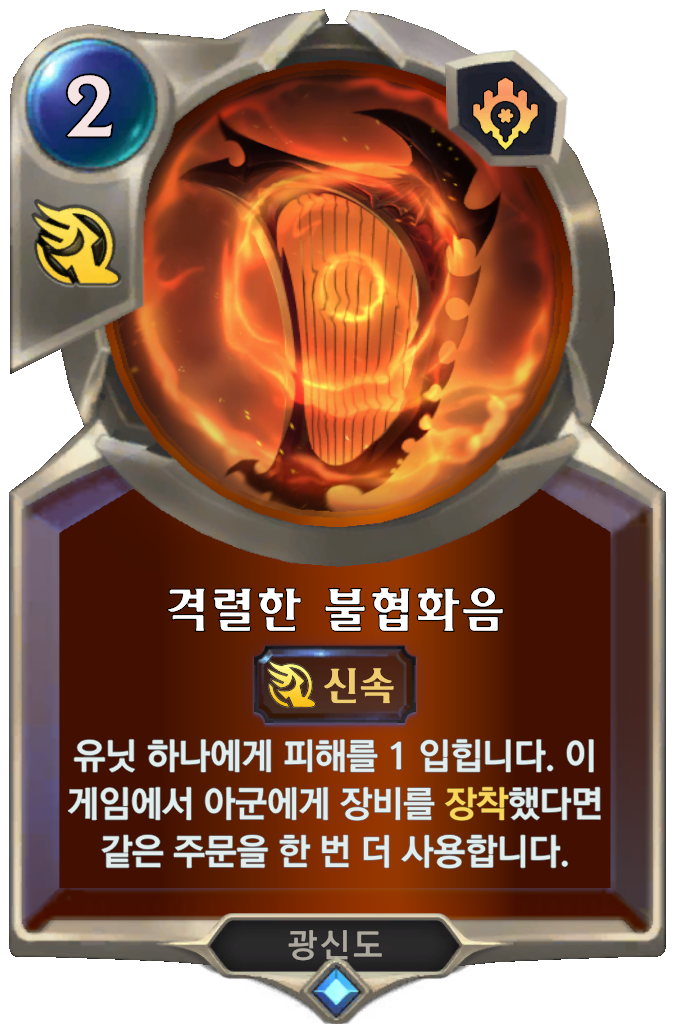 2
격렬한 불협화음
신속
유닛 하나에게 피해를 1 입힙니다. 이
게임에서 아군에게 장비를 장착했다면
같은 주문을 한 번 더 사용합니다.
광신도